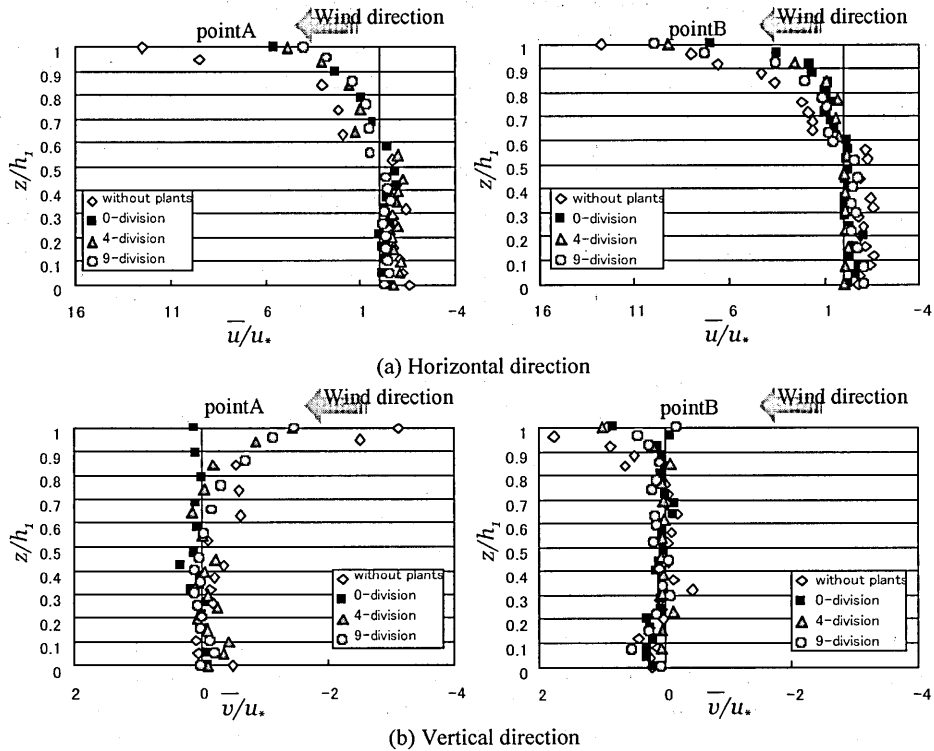 Wind direction
pointA
1
0.9
0.8
0.7
0.6
0.5
0.4
0.3
0.2
0.1
0
z/h₁
without plants
0-division
4-division
9-division
16
11
6
1
-4
u̅/u*
Wind direction
pointB
1
0.9
0.8
0.7
0.6
0.5
0.4
0.3
0.2
0.1
0
z/h₁
without plants
0-division
4-division
9-division
16
11
6
1
-4
u̅/u*
(a) Horizontal direction
Wind direction
pointA
1
0.9
0.8
0.7
0.6
0.5
0.4
0.3
0.2
0.1
0
z/h₁
without plants
0-division
4-division
9-division
2
0
-2
-4
v̅/u*
Wind direction
pointB
1
0.9
0.8
0.7
0.6
0.5
0.4
0.3
0.2
0.1
0
z/h₁
without plants
0-division
4-division
9-division
2
0
-2
-4
v̅/u*
(b) Vertical direction